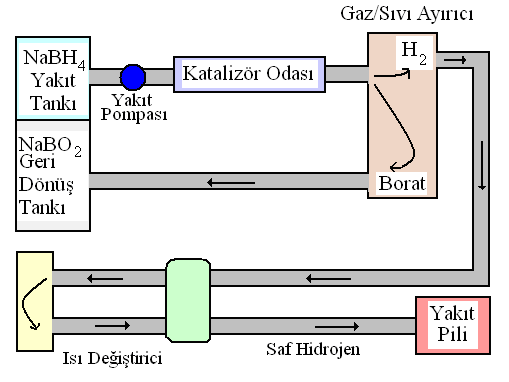 Gaz/Sıvı Ayırıcı
NaBH4
Yakıt
Tankı
Yakıt
Pompası
Katalizör Odası
H2
NaBO2
Geri
Dönüş
Tankı
Borat
Isı Değiştirici
Saf Hidrojen
Yakıt
Pili